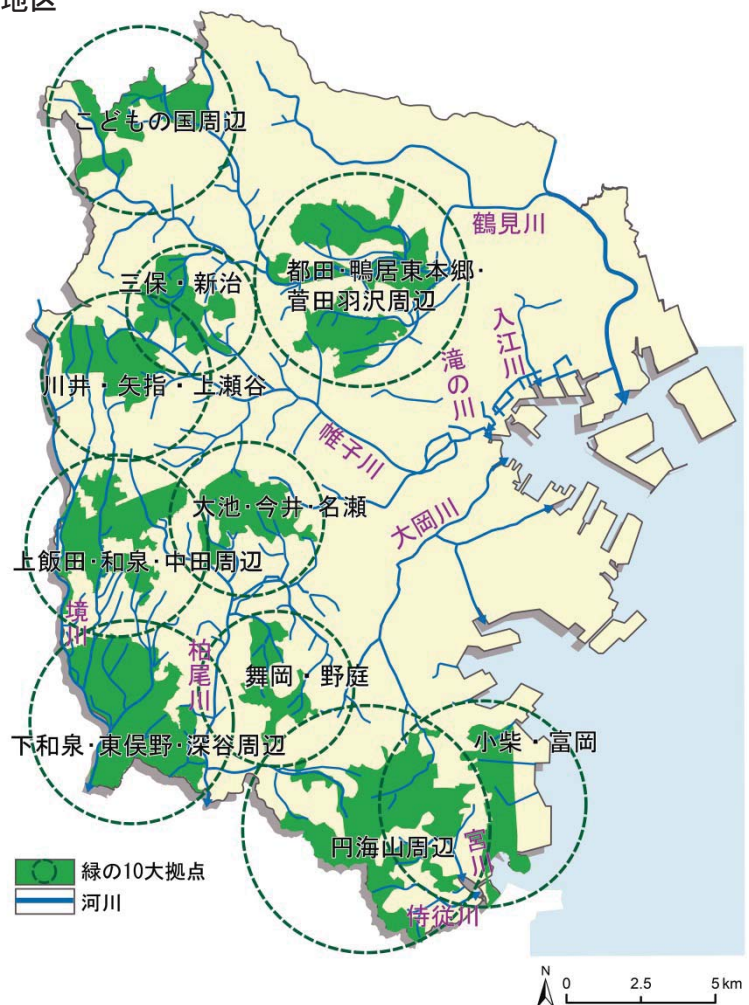 地区
こどもの国周辺
鶴見川
都田・鴨居東本郷・
菅田羽沢周辺
三保・新治
入江川
滝の川
川井・矢指・上瀬谷
帷子川
大池・今井・名瀬
大岡川
上飯田・和泉・中田周辺
境川
柏尾川
舞岡・野庭
下和泉・東俣野・深谷周辺
小柴・富岡
円海山周辺
宮川
侍従川
緑の10大拠点
河川
N
0 2.5 5km